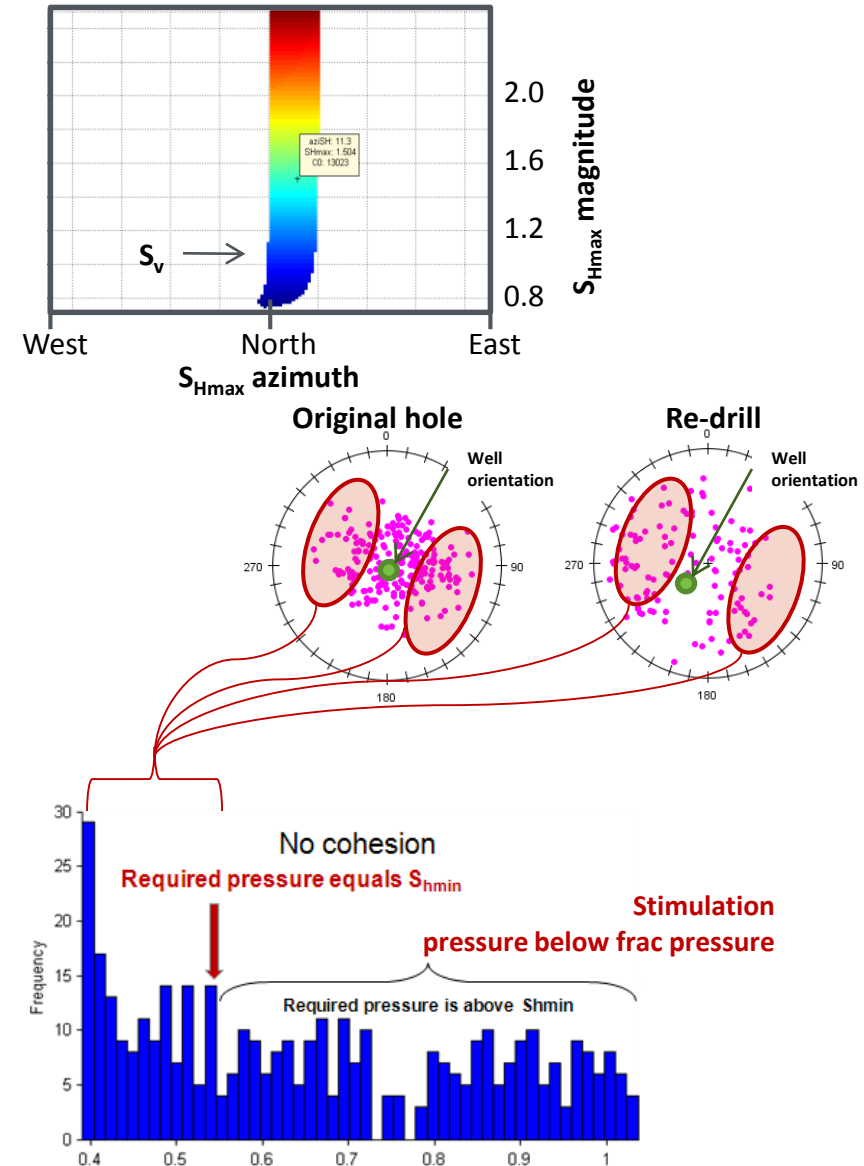 aziSH: 11.3
SHmax: 1.504
C0: 13023
2.0
1.6
1.2
0.8
SHmax magnitude
Sv
West North East
SHmax azimuth
Original hole
Re-drill
0
270
90
180
Well
orientation
0
270
90
180
Well
orientation
30
25
20
15
10
5
0
Frequency
No cohesion
Required pressure equals Shmin
Stimulation
pressure below frac pressure
Required pressure is above Shmin
0.4 0.5 0.6 0.7 0.8 0.9 1